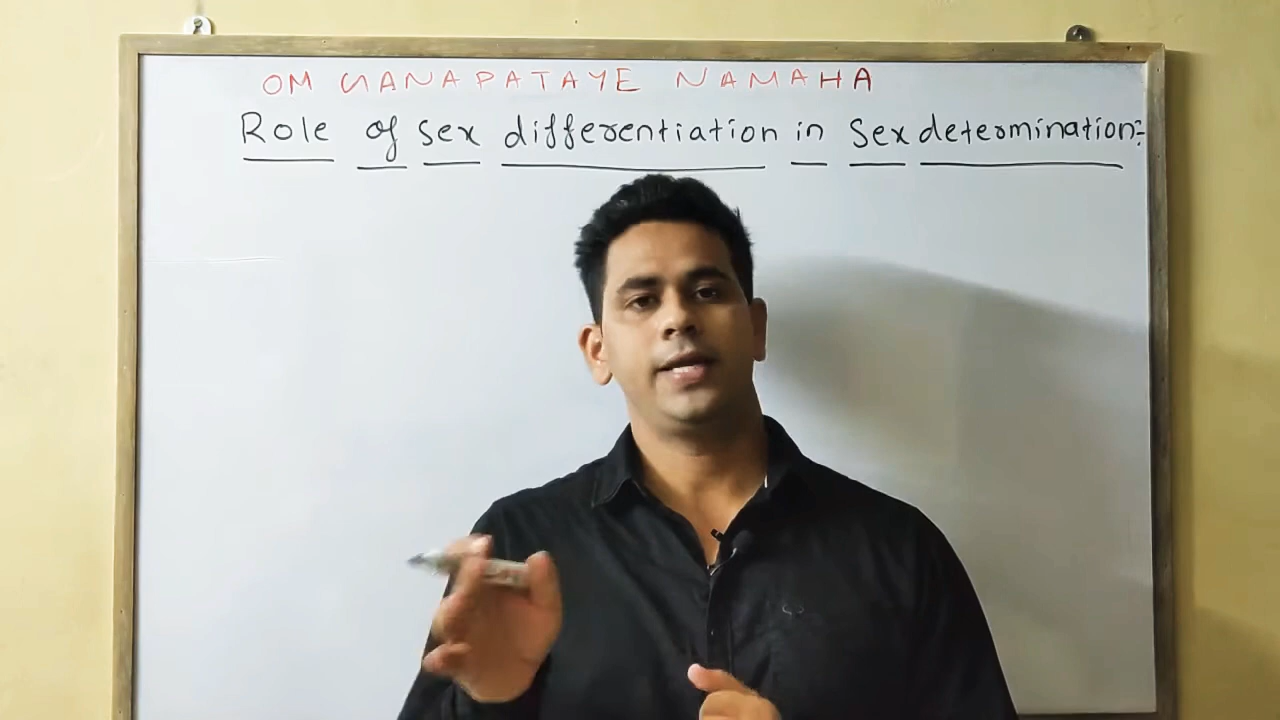 OM GANAPATAYE NAMAHA
Role of sex differentiation in Sex determination:-